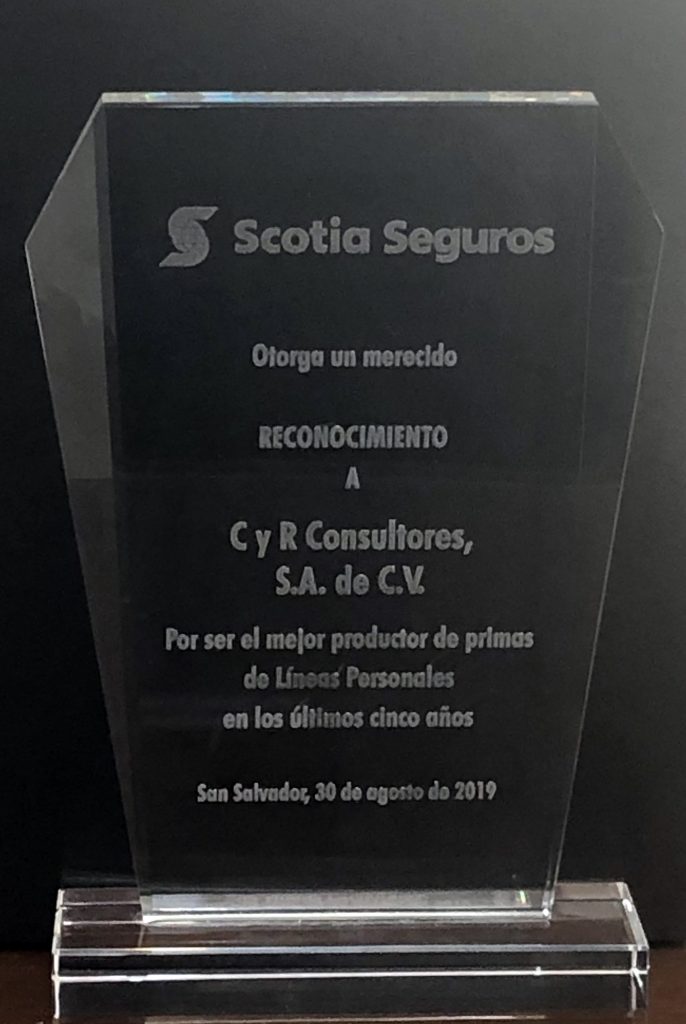 Scotia Seguros
Otorga un merecido
RECONOCIMIENTO
A
C y R Consultores,
S.A. de C.V.
Por ser el mejor productor de primas
de Líneas Personales
en los últimos cinco años
San Salvador, 30 de agosto de 2019